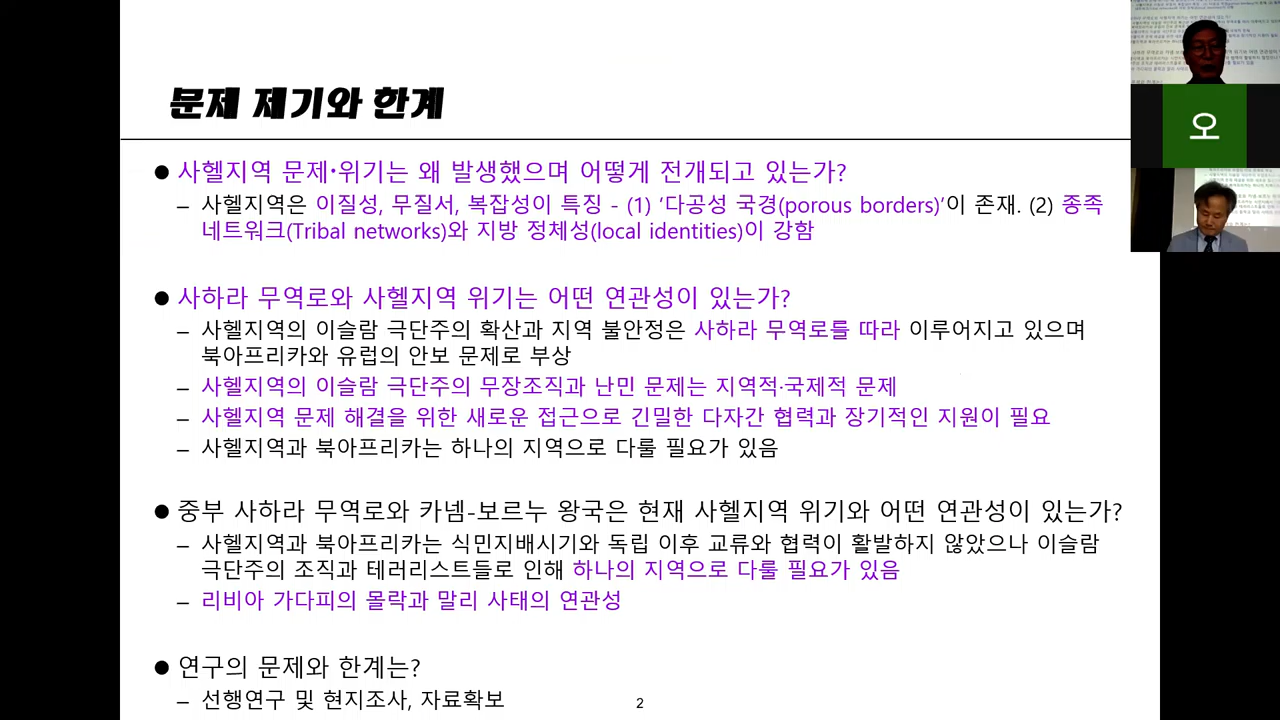 문제 제기와 한계
● 사헬지역 문제·위기는 왜 발생했으며 어떻게 전개되고 있는가?
– 사헬지역은 이질성, 무질서, 복잡성이 특징 - (1) ‘다공성 국경(porous borders)’이 존재. (2) 종족
네트워크(Tribal networks)와 지방 정체성(local identities)이 강함
● 사하라 무역로와 사헬지역 위기는 어떤 연관성이 있는가?
– 사헬지역의 이슬람 극단주의 확산과 지역 불안정은 사하라 무역로를 따라 이루어지고 있으며
북아프리카와 유럽의 안보 문제로 부상
– 사헬지역의 이슬람 극단주의 무장조직과 난민 문제는 지역적·국제적 문제
– 사헬지역 문제 해결을 위한 새로운 접근으로 긴밀한 다자간 협력과 장기적인 지원이 필요
– 사헬지역과 북아프리카는 하나의 지역으로 다룰 필요가 있음
● 중부 사하라 무역로와 카넴-보르누 왕국은 현재 사헬지역 위기와 어떤 연관성이 있는가?
– 사헬지역과 북아프리카는 식민지배시기와 독립 이후 교류와 협력이 활발하지 않았으나 이슬람
극단주의 조직과 테러리스트들로 인해 하나의 지역으로 다룰 필요가 있음
– 리비아 가다피의 몰락과 말리 사태의 연관성
● 연구의 문제와 한계는?
– 선행연구 및 현지조사, 자료확보
2
오